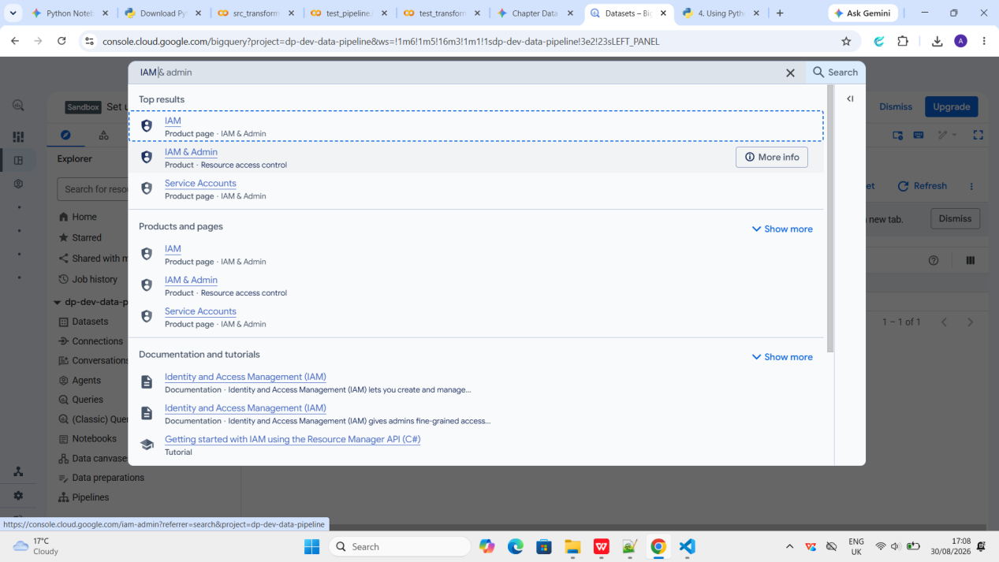 Python Noteb
Download Py
src_transform
test_pipeline.i
test_transform
Chapter Data
Datasets – Bi
4. Using Pyth
Ask Gemini
console.cloud.google.com/bigquery?project=dp-dev-data-pipeline&ws=!1m6!1m5!16m3!1m1!1sdp-dev-data-pipeline!3e2!23sLEFT_PANEL
A
IAM & admin
Search
Top results
IAM
Product page · IAM & Admin
IAM & Admin
Product · Resource access control
More info
Service Accounts
Product page · IAM & Admin
Products and pages
Show more
IAM
Product page · IAM & Admin
IAM & Admin
Product · Resource access control
Service Accounts
Product page · IAM & Admin
Documentation and tutorials
Show more
Identity and Access Management (IAM)
Documentation · Identity and Access Management (IAM) lets you create and manage...
Identity and Access Management (IAM)
Documentation · Identity and Access Management (IAM) gives admins fine-grained access...
Getting started with IAM using the Resource Manager API (C#)
Tutorial
Sandbox Set u
Dismiss
Upgrade
Explorer
Search for reso
et
Refresh
Home
new tab.
Dismiss
Starred
Shared with m
Job history
dp-dev-data-p
Datasets
1 – 1 of 1
Connections
Conversations
Agents
Queries
(Classic) Quer
Notebooks
Data canvase
Data preparations
Pipelines
https://console.cloud.google.com/iam-admin?referrer=search&project=dp-dev-data-pipeline
17°C
Cloudy
Search
ENG
UK
17:08
30/08/2026